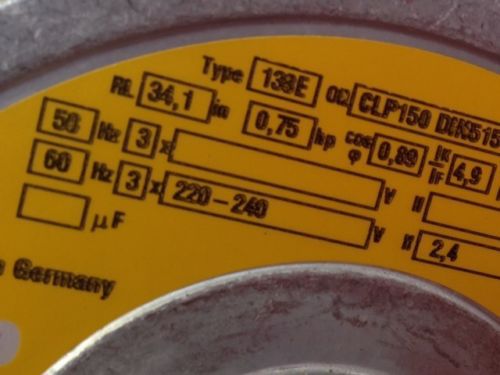 Type 138E Oil CLP150 DIN515
RL 34,1 in 0,75 hp cos φ 0,89 IK/IF 4,9
50 Hz 3 x V
60 Hz 3 x 220-240 V 2,4
µF
Germany